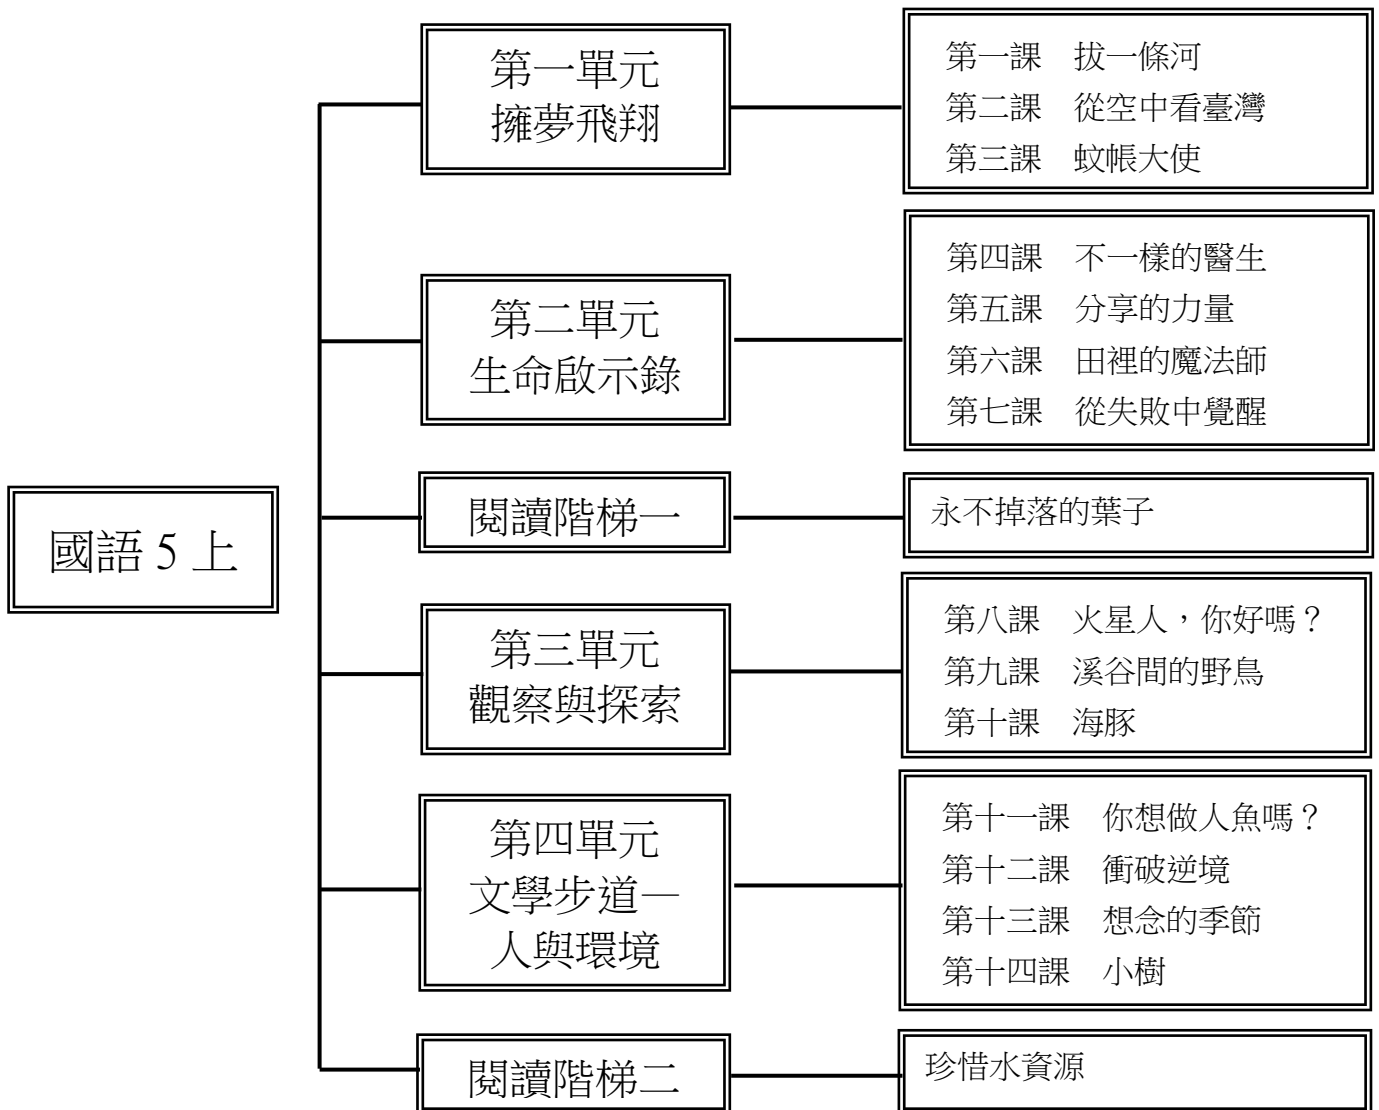 國語 5 上
第一單元
擁夢飛翔
第一課　拔一條河
第二課　從空中看臺灣
第三課　蚊帳大使
第二單元
生命啟示錄
第四課　不一樣的醫生
第五課　分享的力量
第六課　田裡的魔法師
第七課　從失敗中覺醒
閱讀階梯一
永不掉落的葉子
第三單元
觀察與探索
第八課　火星人，你好嗎？
第九課　溪谷間的野鳥
第十課　海豚
第四單元
文學步道—
人與環境
第十一課　你想做人魚嗎？
第十二課　衝破逆境
第十三課　想念的季節
第十四課　小樹
閱讀階梯二
珍惜水資源